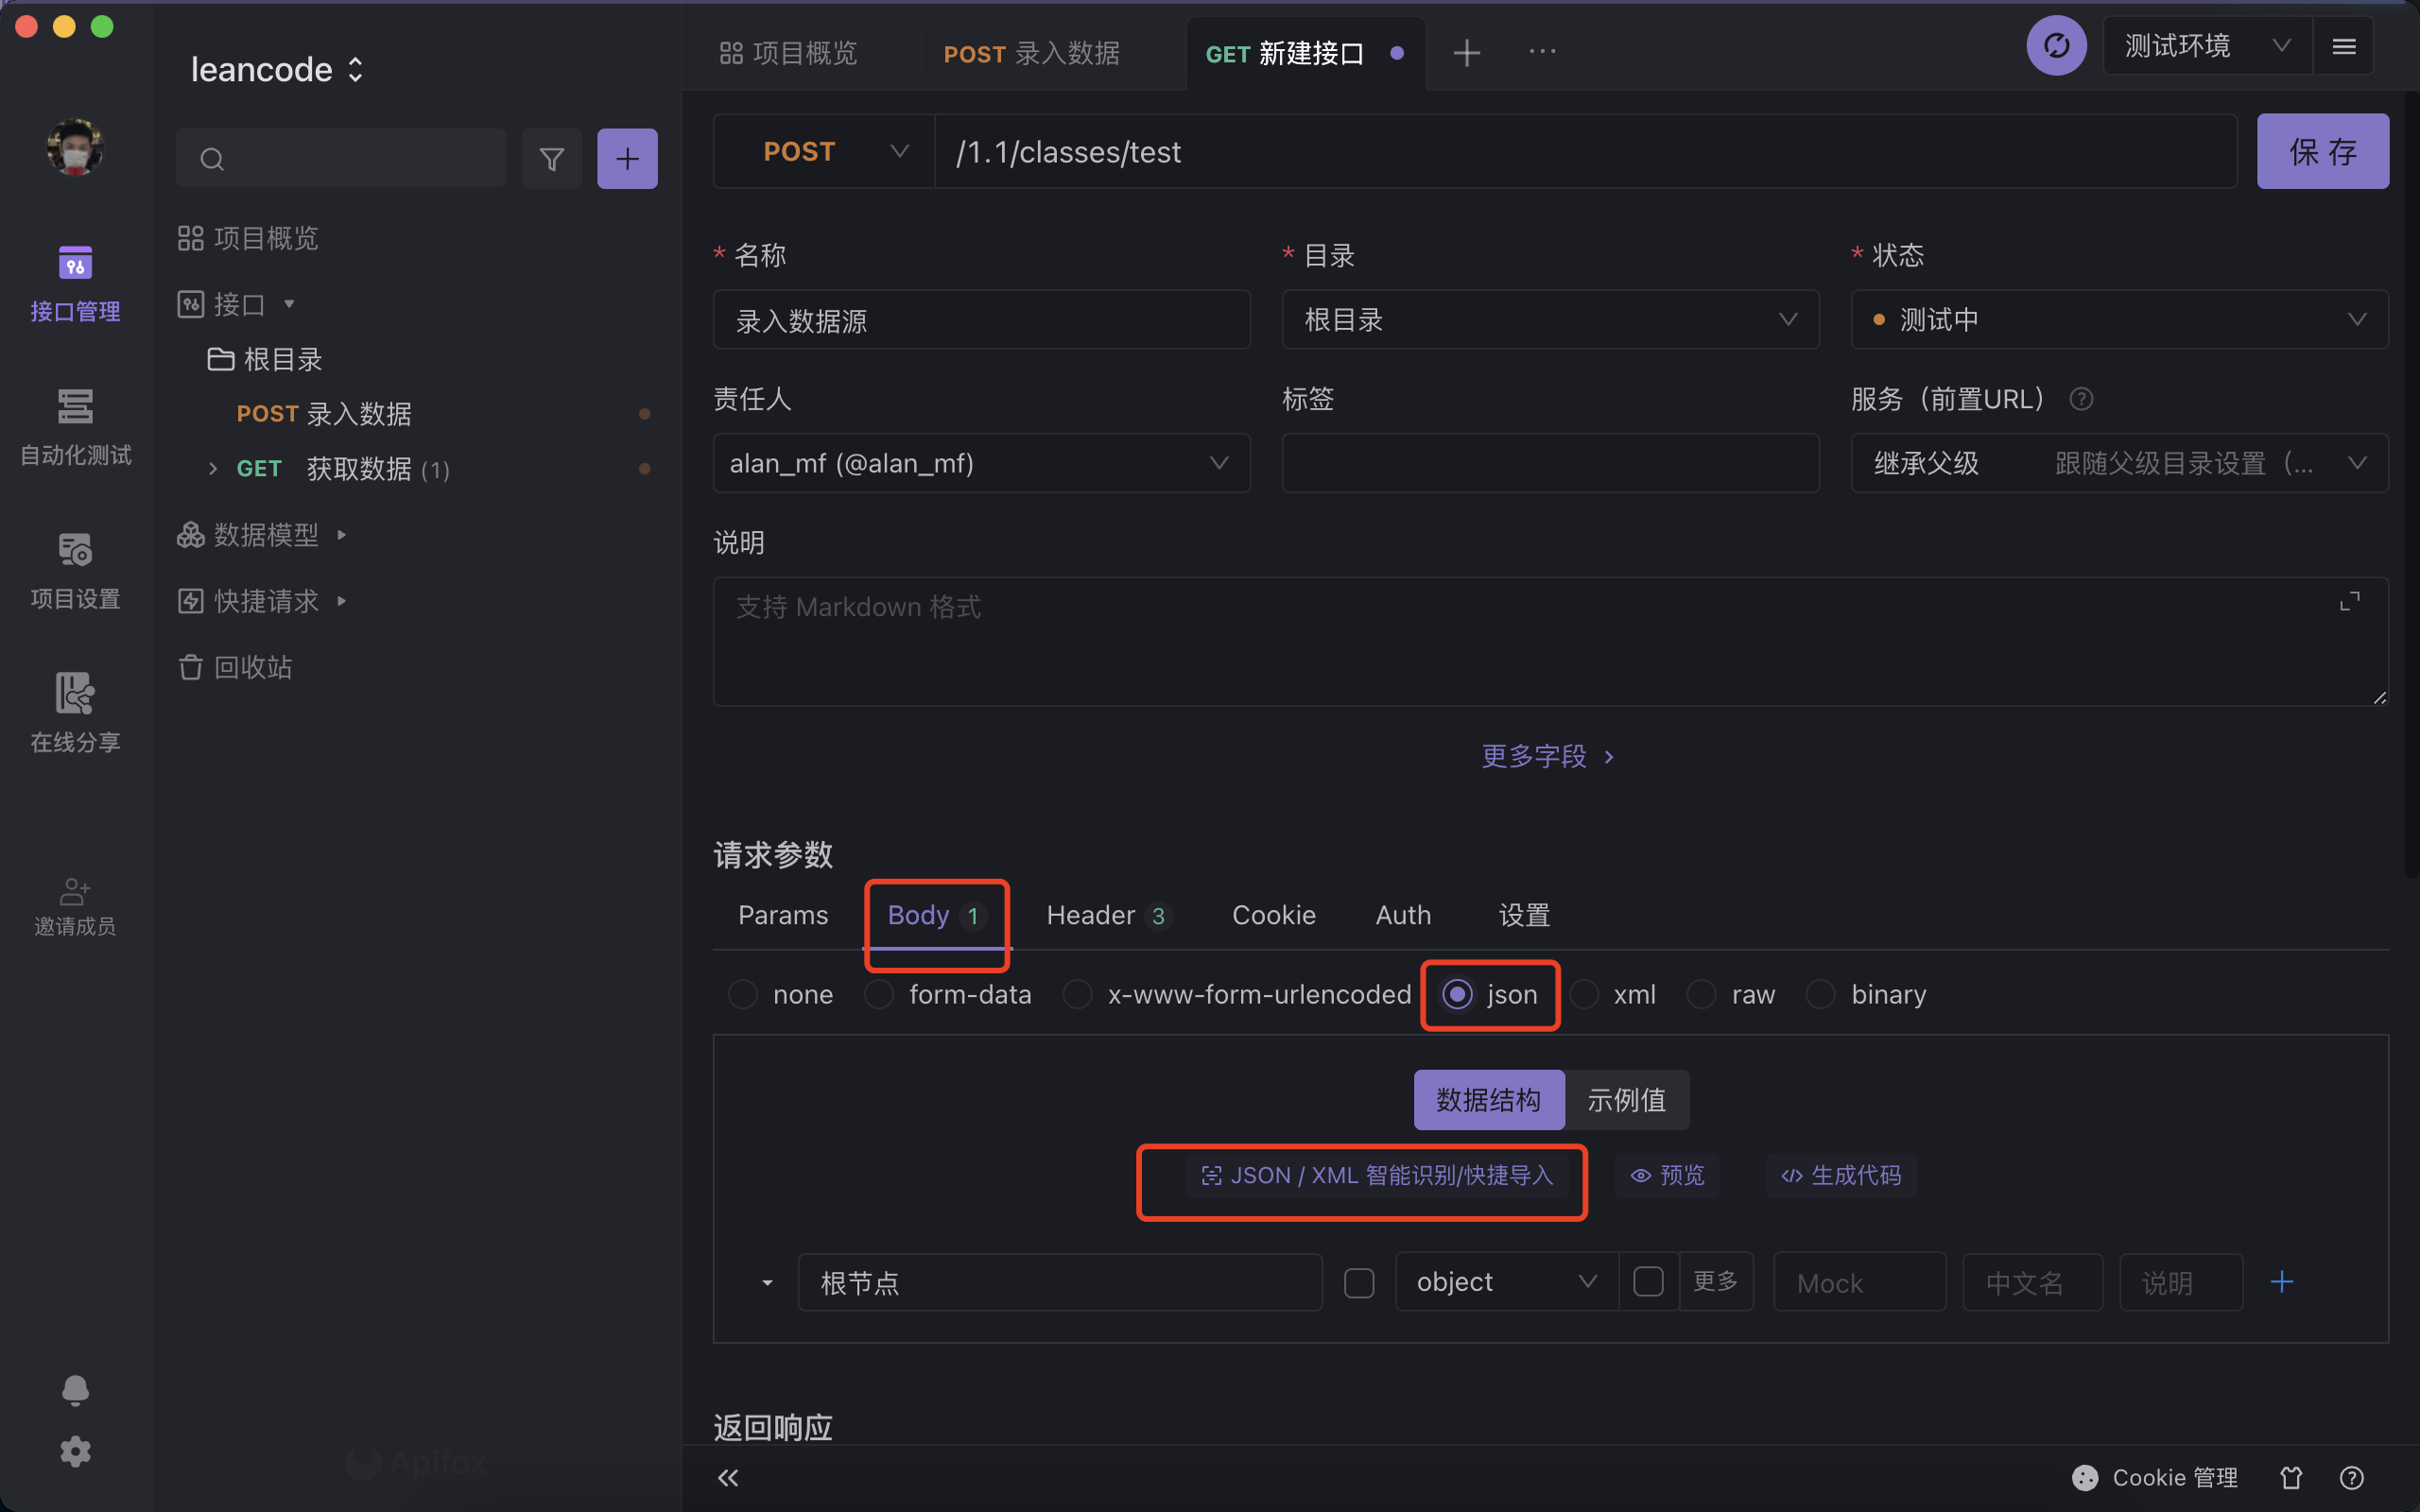 leancode
接口管理
自动化测试
项目设置
在线分享
邀请成员
项目概览
接口
根目录
POST 录入数据
GET 获取数据 (1)
数据模型
快捷请求
回收站
Apifox
项目概览
POST 录入数据
GET 新建接口
测试环境
POST
/1.1/classes/test
保 存
* 名称
* 目录
* 状态
录入数据源
根目录
测试中
责任人
标签
服务（前置URL）
alan_mf (@alan_mf)
继承父级 跟随父级目录设置（...
说明
支持 Markdown 格式
更多字段
请求参数
Params
Body 1
Header 3
Cookie
Auth
设置
none
form-data
x-www-form-urlencoded
json
xml
raw
binary
数据结构
示例值
JSON / XML 智能识别/快捷导入
预览
生成代码
根节点
object
更多
Mock
中文名
说明
返回响应
Cookie 管理